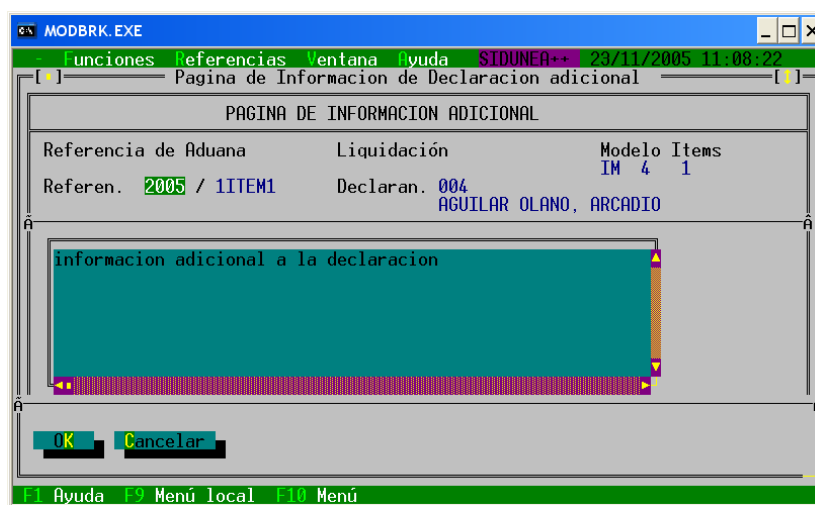 MODBRK.EXE
- Funciones Referencias Ventana Ayuda SIDUNEA++ 23/11/2005 11:08:22
Pagina de Informacion de Declaracion adicional
PAGINA DE INFORMACION ADICIONAL
Referencia de Aduana Liquidación Modelo Items
IM 4 1
Referen. 2005 / 1ITEM1 Declaran. 004
AGUILAR OLANO, ARCADIO
informacion adicional a la declaracion
OK Cancelar
F1 Ayuda F9 Menú local F10 Menú